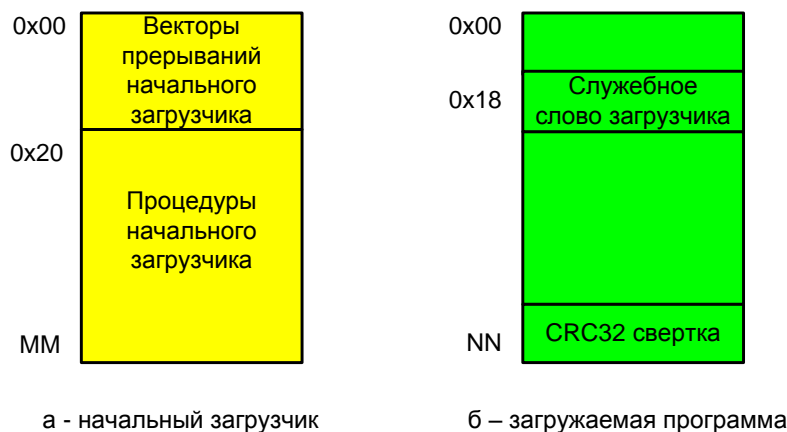 0x00
Векторы
прерываний
начального
загрузчика
0x20
Процедуры
начального
загрузчика
MM
а - начальный загрузчик
0x00
0x18
Служебное
слово загрузчика
NN
CRC32 свертка
б – загружаемая программа